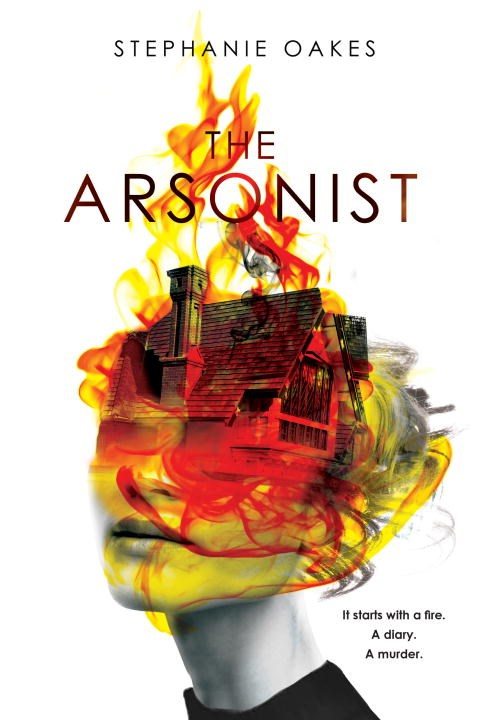 STEPHANIE OAKES
THE
ARSONIST
It starts with a fire.
A diary.
A murder.